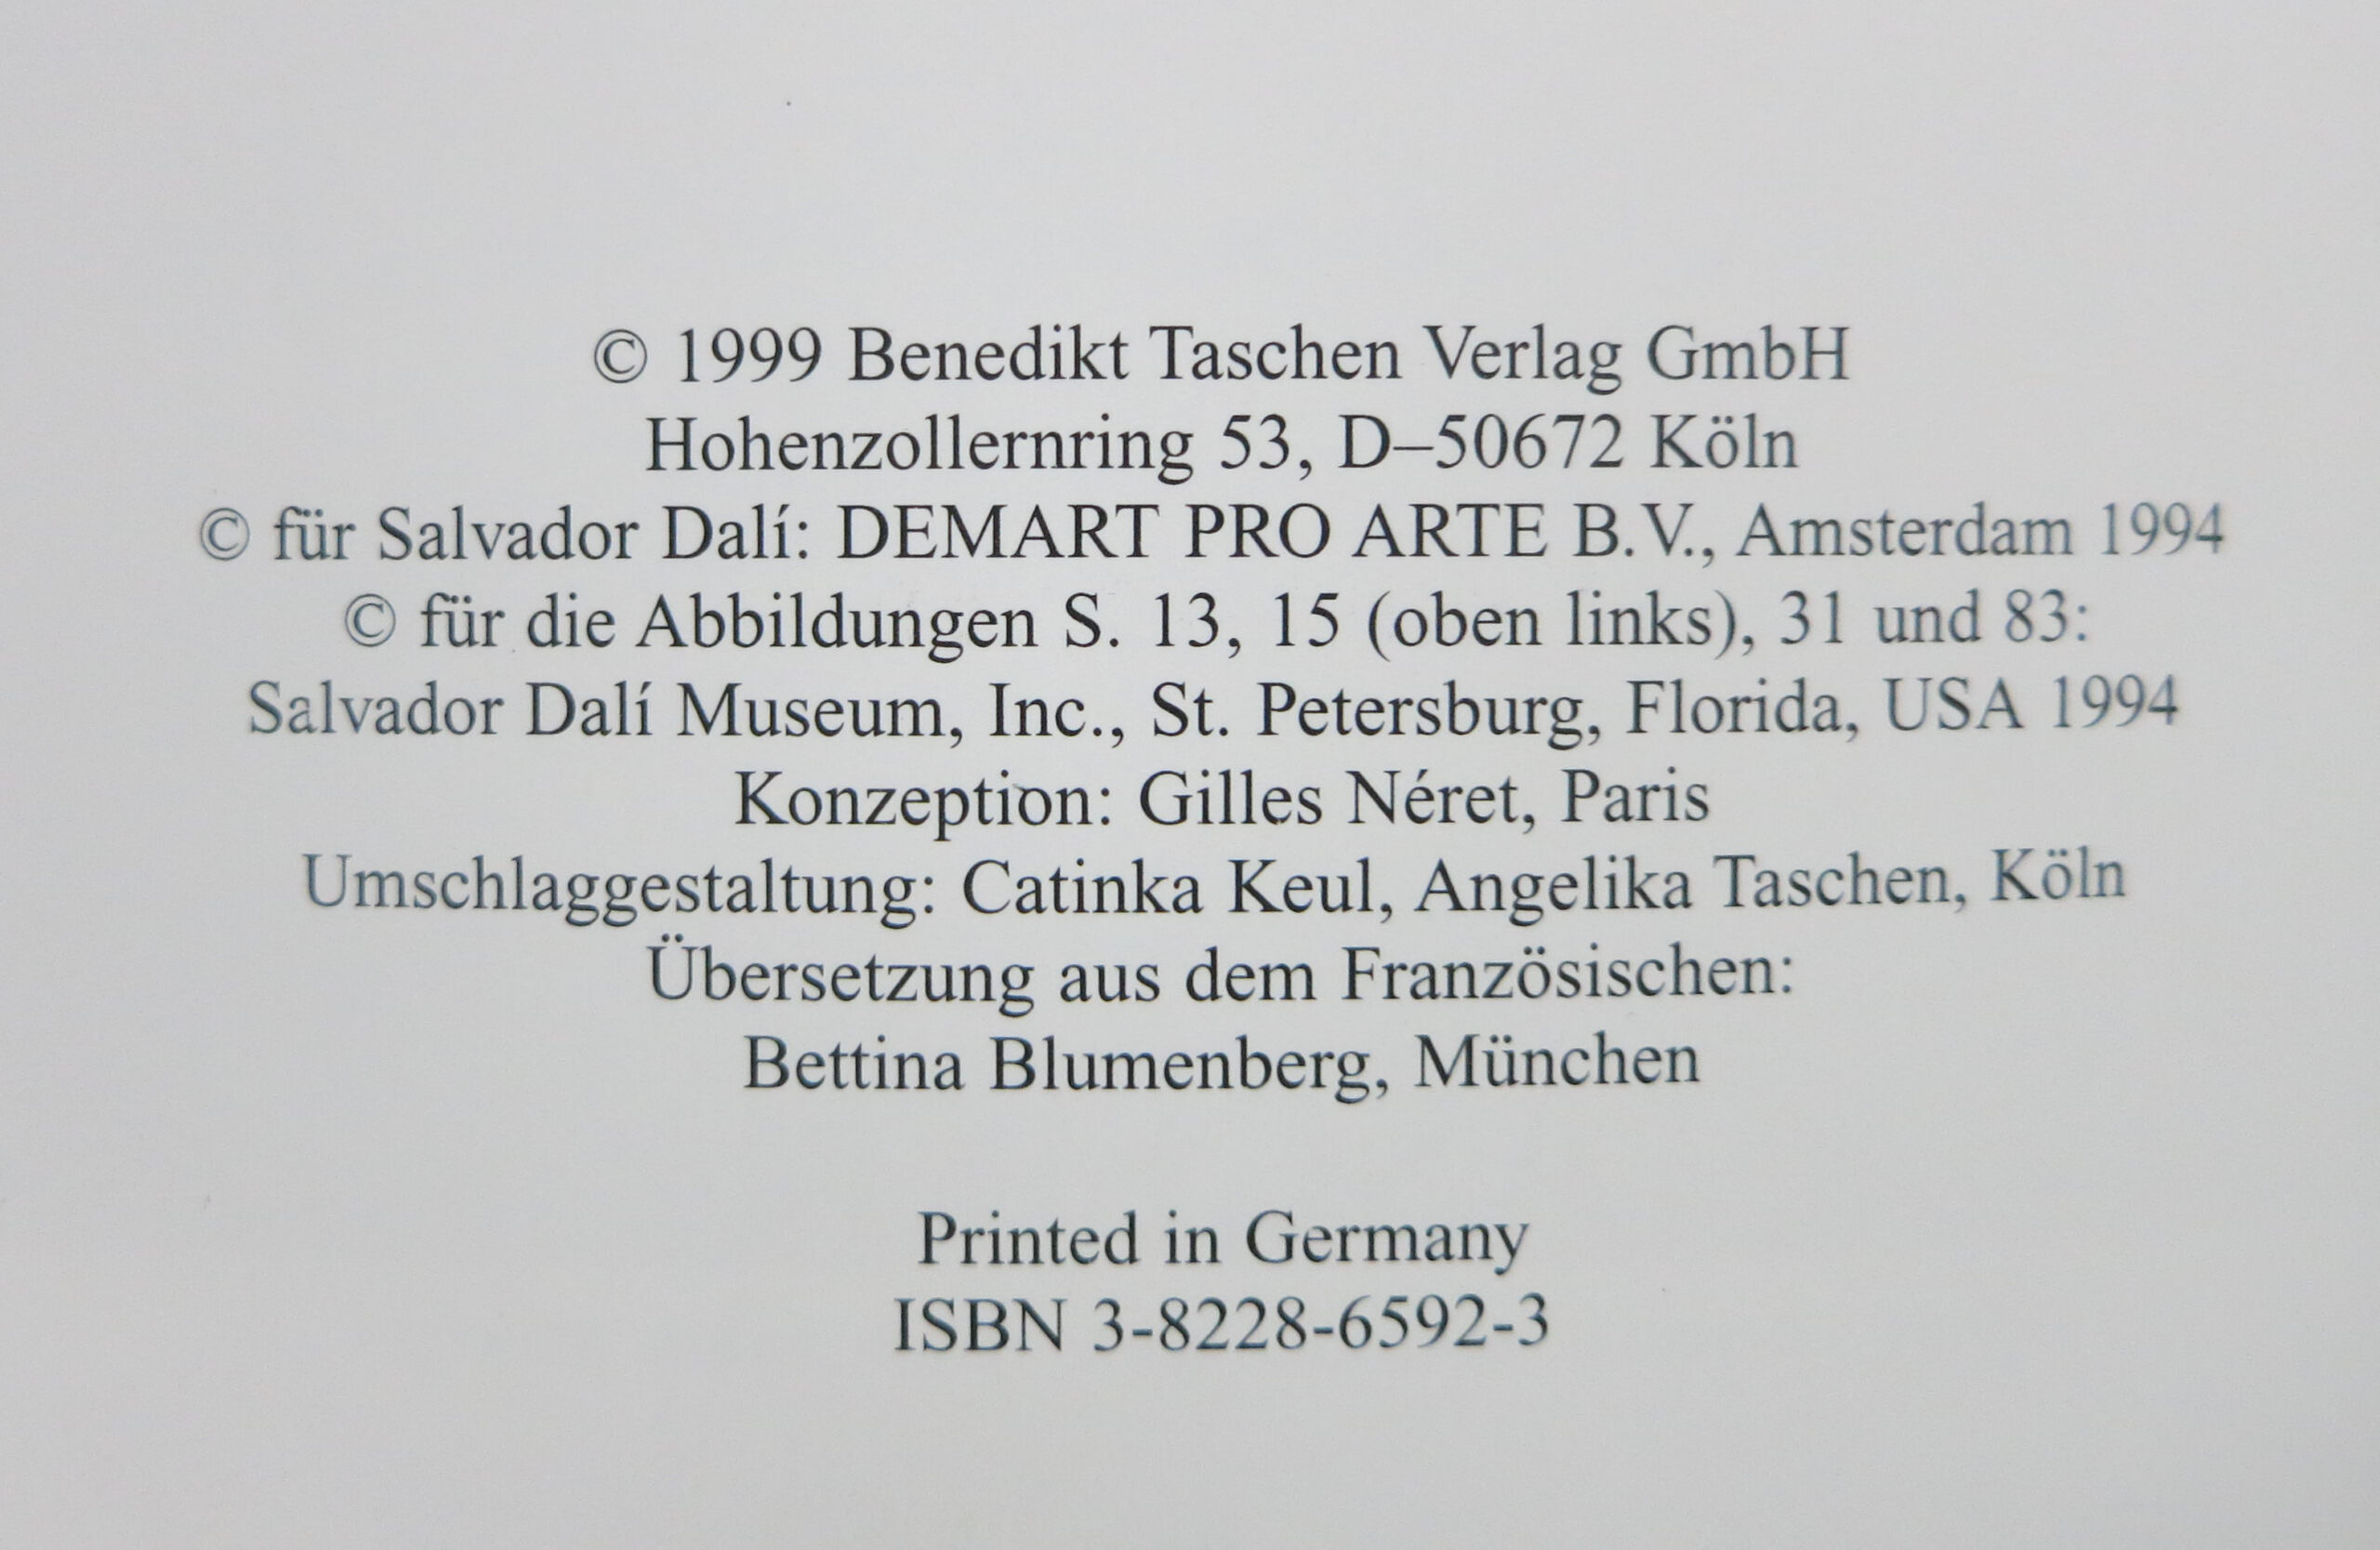 © 1999 Benedikt Taschen Verlag GmbH
Hohenzollernring 53, D–50672 Köln
© für Salvador Dalí: DEMART PRO ARTE B.V., Amsterdam 1994
© für die Abbildungen S. 13, 15 (oben links), 31 und 83:
Salvador Dalí Museum, Inc., St. Petersburg, Florida, USA 1994
Konzeption: Gilles Néret, Paris
Umschlaggestaltung: Catinka Keul, Angelika Taschen, Köln
Übersetzung aus dem Französischen:
Bettina Blumenberg, München
Printed in Germany
ISBN 3-8228-6592-3